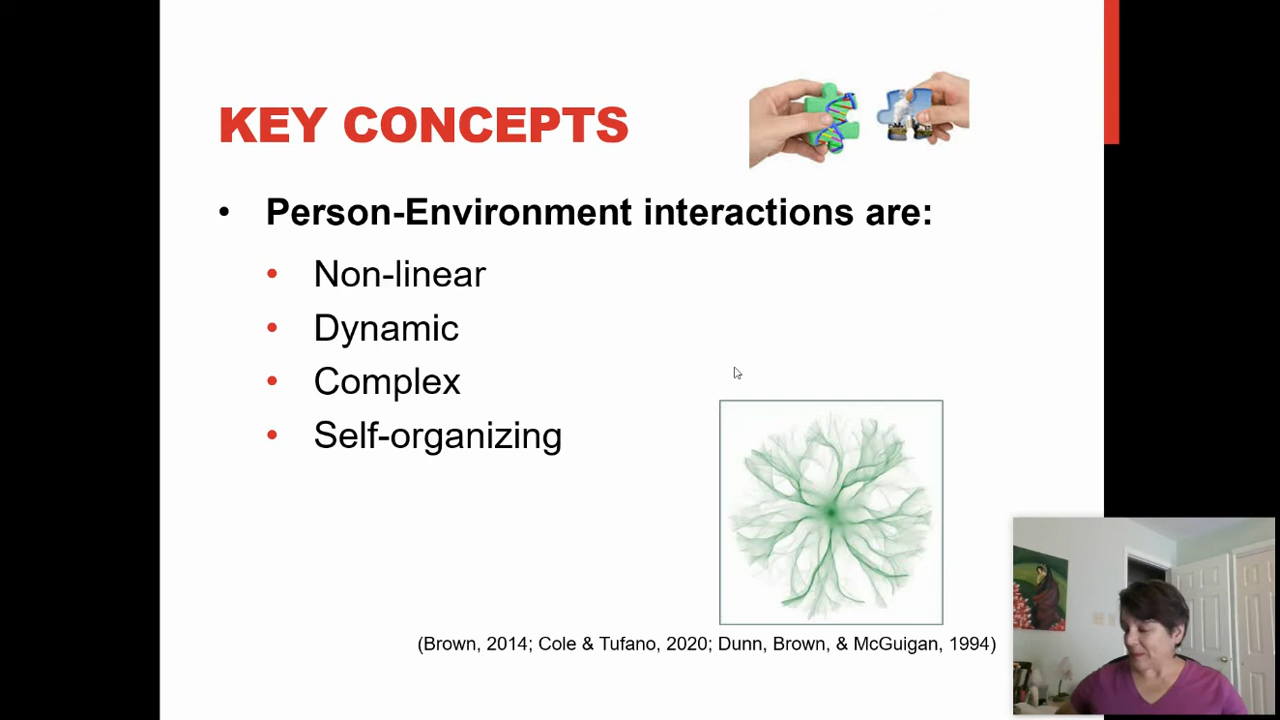 KEY CONCEPTS
• Person-Environment interactions are:
• Non-linear
• Dynamic
• Complex
• Self-organizing
(Brown, 2014; Cole & Tufano, 2020; Dunn, Brown, & McGuigan, 1994)